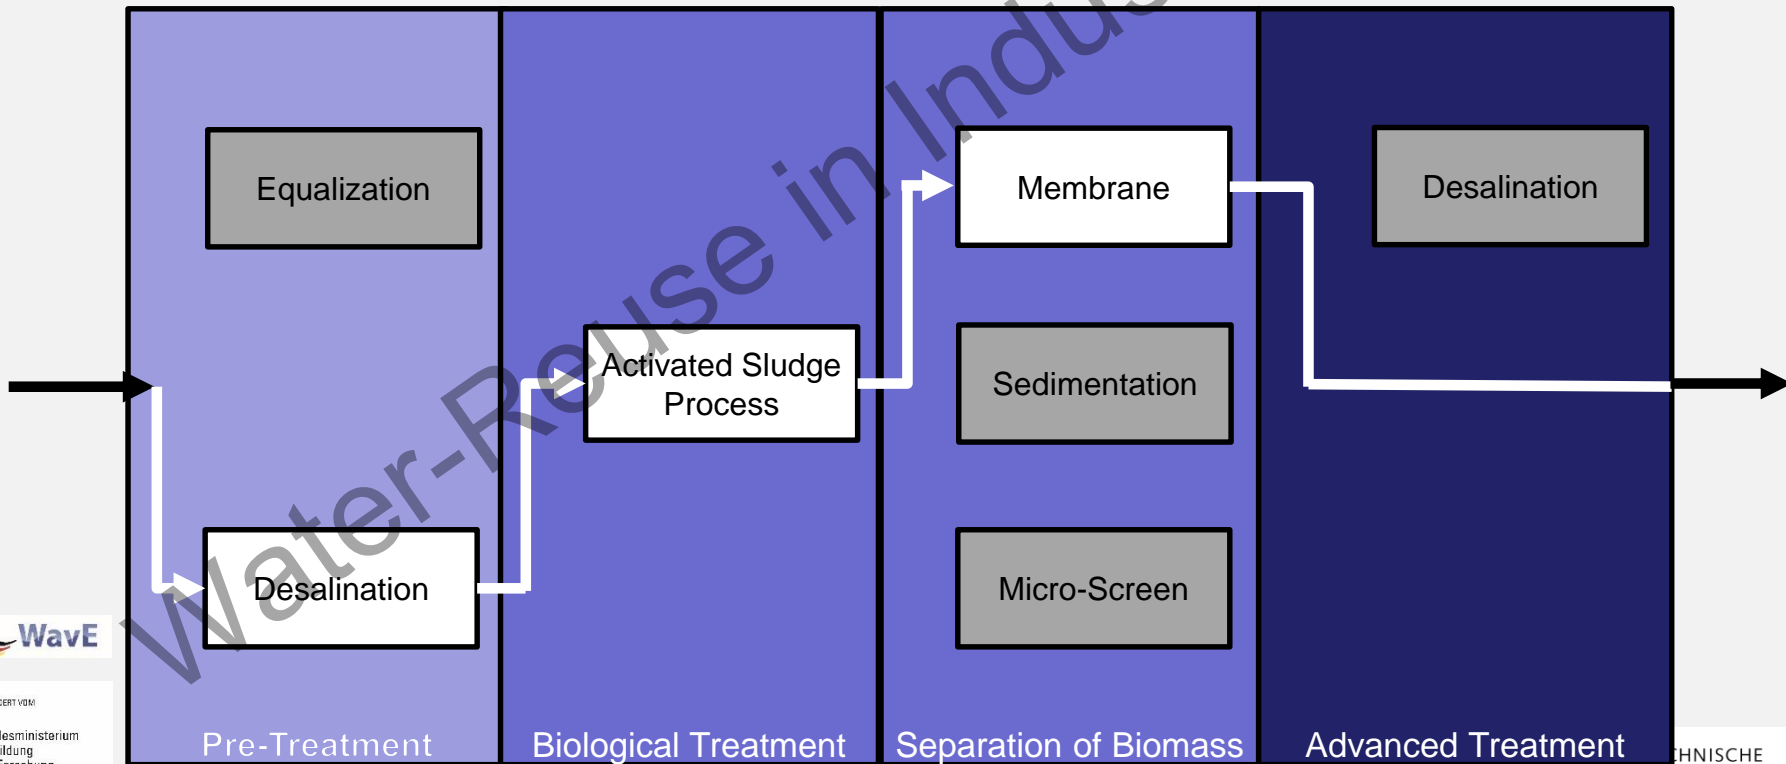 Equalization
Membrane
Desalination
Activated Sludge
Process
Sedimentation
Desalination
Micro-Screen
Water-Reuse in
WavE
VOM
Pre-Treatment
Biological Treatment
Separation of Biomass
Advanced Treatment